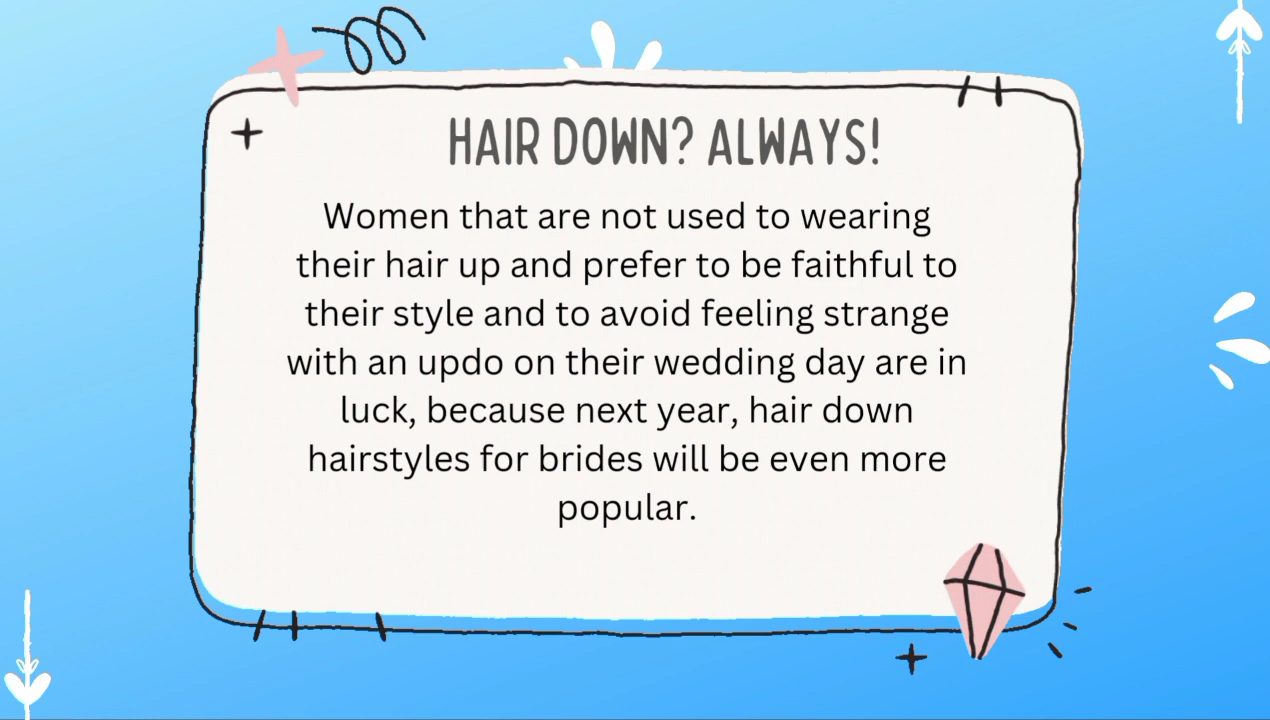 HAIR DOWN? ALWAYS!
Women that are not used to wearing
their hair up and prefer to be faithful to
their style and to avoid feeling strange
with an updo on their wedding day are in
luck, because next year, hair down
hairstyles for brides will be even more
popular.